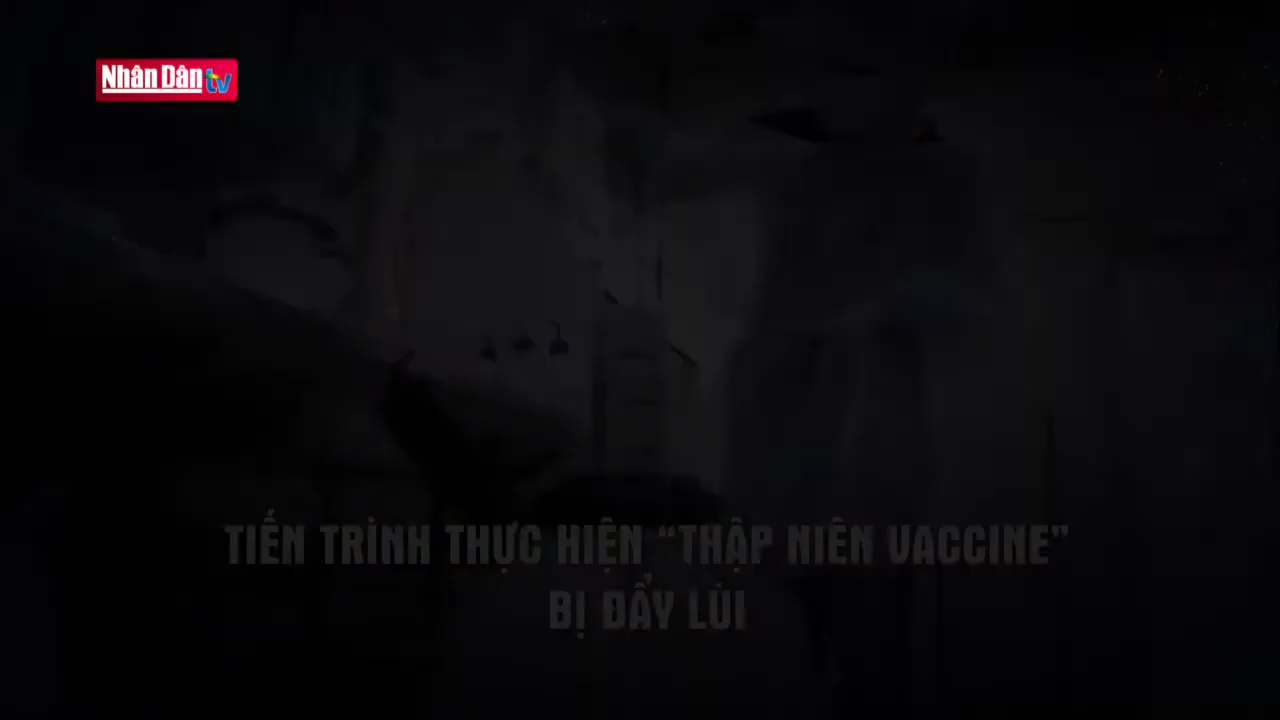 Nhân Dân tv
TIẾN TRÌNH THỰC HIỆN “THẬP NIÊN VACCINE”
BỊ ĐẨY LÙI